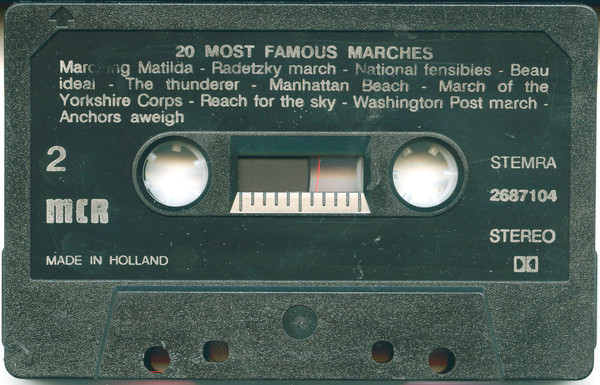 20 MOST FAMOUS MARCHES
Marching Matilda - Radetzky march - National fensibies - Beau
ideal - The thunderer - Manhattan Beach - March of the
Yorkshire Corps - Reach for the sky - Washington Post march -
Anchors aweigh
2
STEMRA
2687104
MCR
STEREO
MADE IN HOLLAND